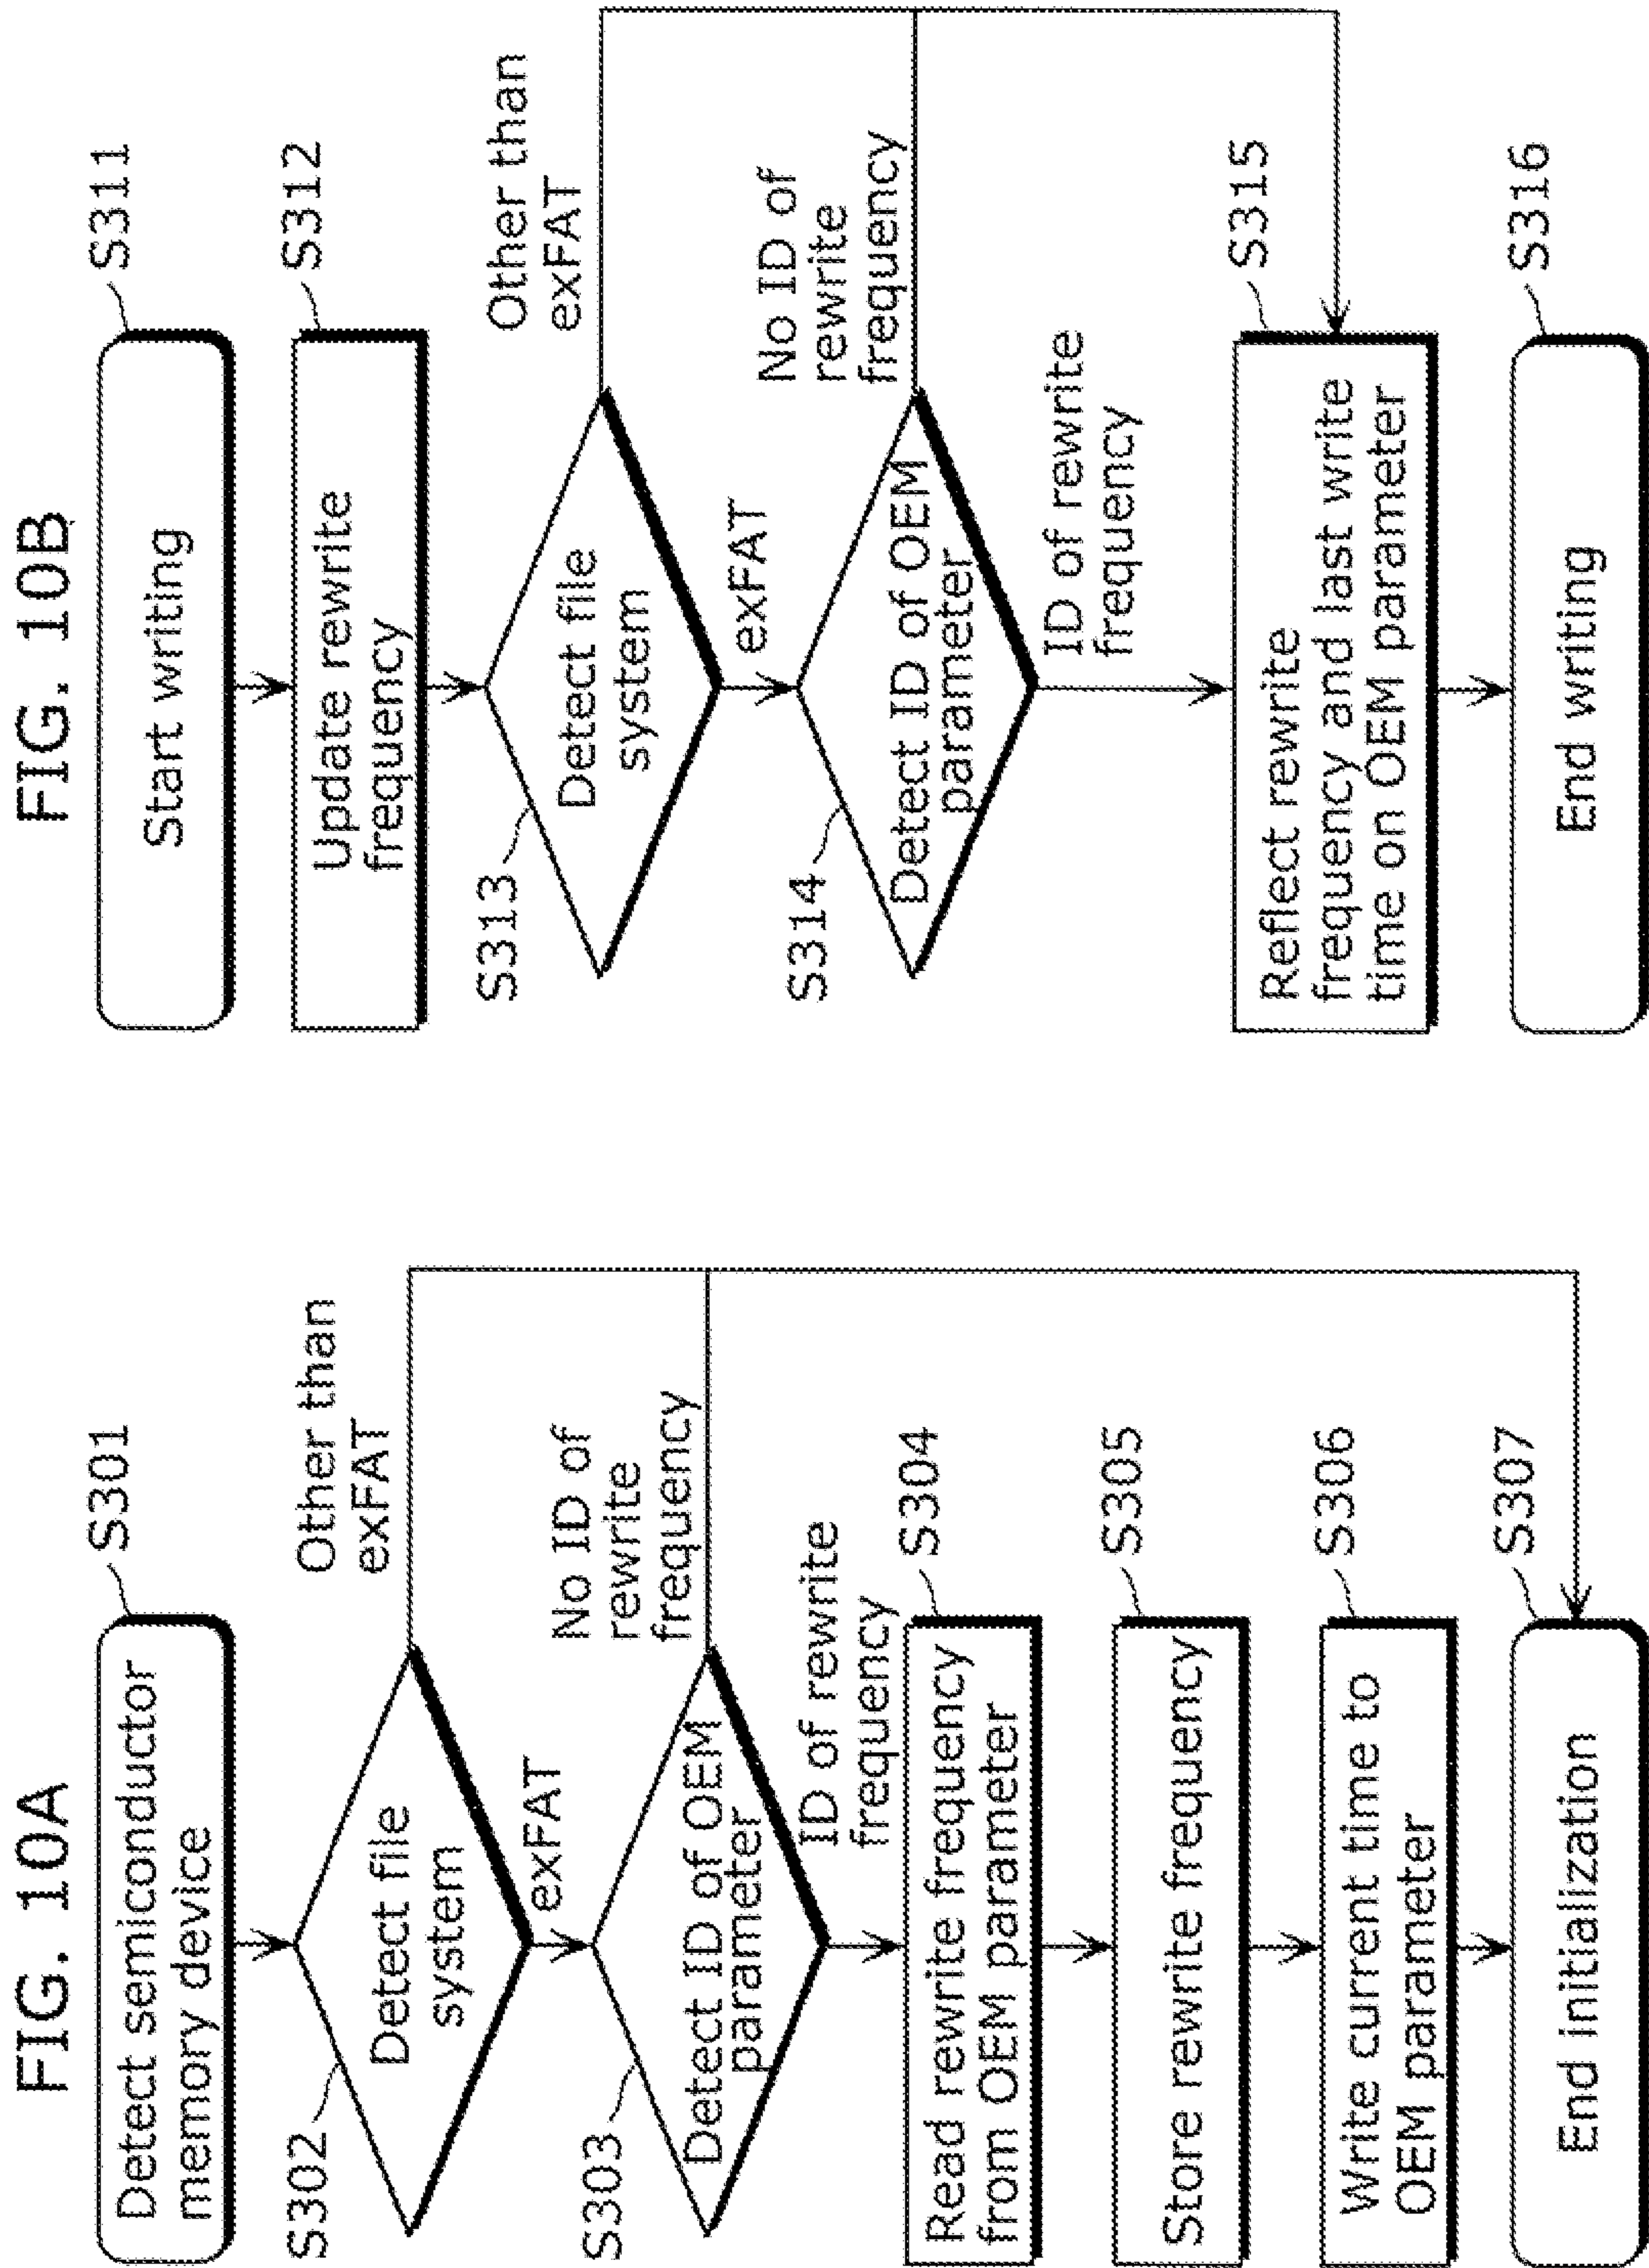 FIG. 10A
Detect semiconductor
memory device
S301
S302
Detect file
system
Other than
exFAT
exFAT
S303
Detect ID of OEM
parameter
No ID of
rewrite
frequency
ID of rewrite
frequency
Read rewrite frequency
from OEM parameter
S304
Store rewrite frequency
S305
Write current time to
OEM parameter
S306
End initialization
S307
FIG. 10B
Start writing
S311
Update rewrite
frequency
S312
S313
Detect file
system
Other than
exFAT
exFAT
S314
Detect ID of OEM
parameter
No ID of
rewrite
frequency
ID of rewrite
frequency
Reflect rewrite
frequency and last write
time on OEM parameter
S315
End writing
S316